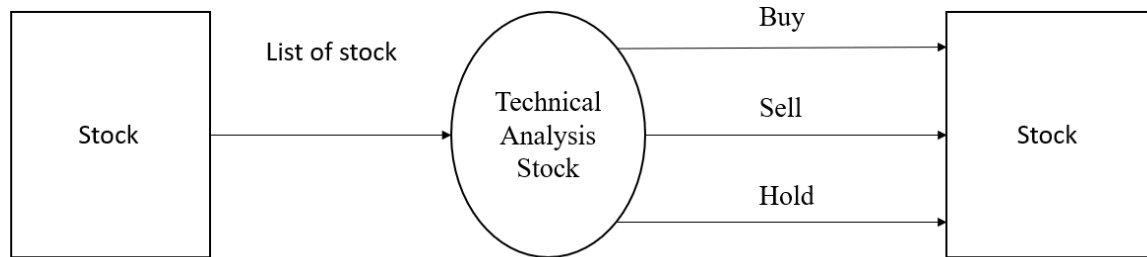 Stock
List of stock
Technical
Analysis
Stock
Buy
Sell
Hold
Stock